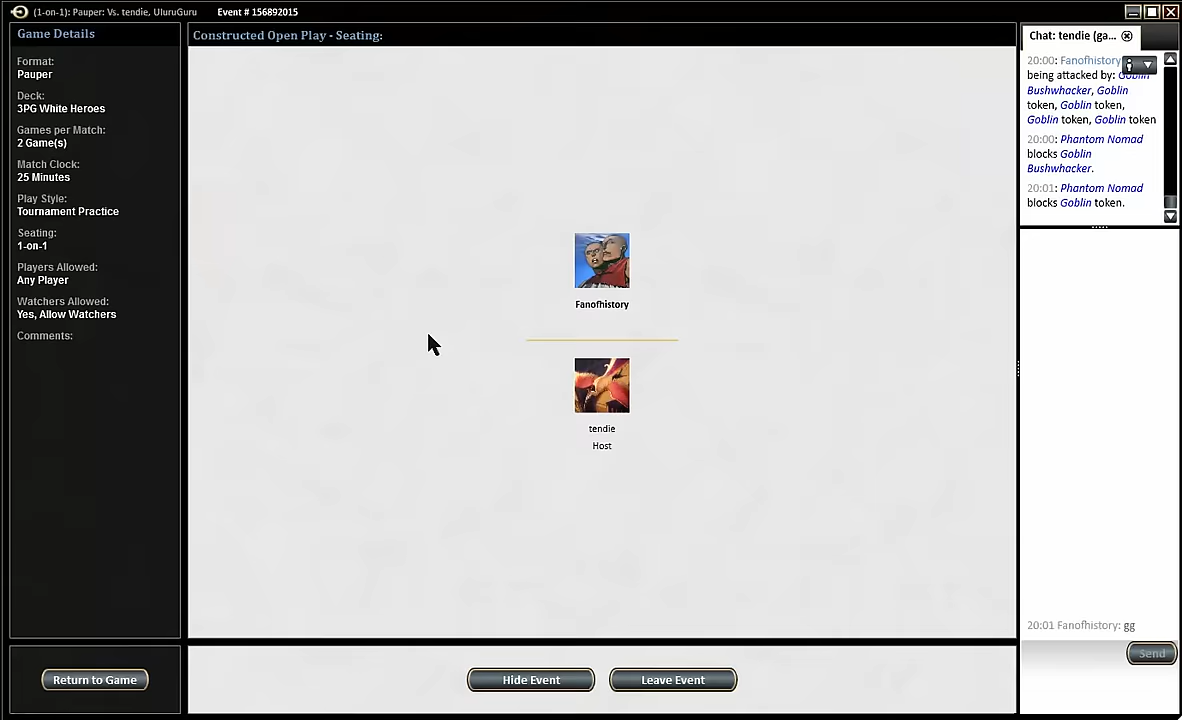 (1-on-1): Pauper: Vs. tendie, UluruGuru Event # 156892015
Game Details
Format:
Pauper
Deck:
3PG White Heroes
Games per Match:
2 Game(s)
Match Clock:
25 Minutes
Play Style:
Tournament Practice
Seating:
1-on-1
Players Allowed:
Any Player
Watchers Allowed:
Yes, Allow Watchers
Comments:
Return to Game
Constructed Open Play - Seating:
Fanofhistory
tendie
Host
Hide Event
Leave Event
Chat: tendie (ga...
20:00: Fanofhistory
being attacked by: Goblin
Bushwhacker, Goblin
token, Goblin token,
Goblin token, Goblin token
20:00: Phantom Nomad
blocks Goblin
Bushwhacker.
20:01: Phantom Nomad
blocks Goblin token.
20:01 Fanofhistory: gg
Send